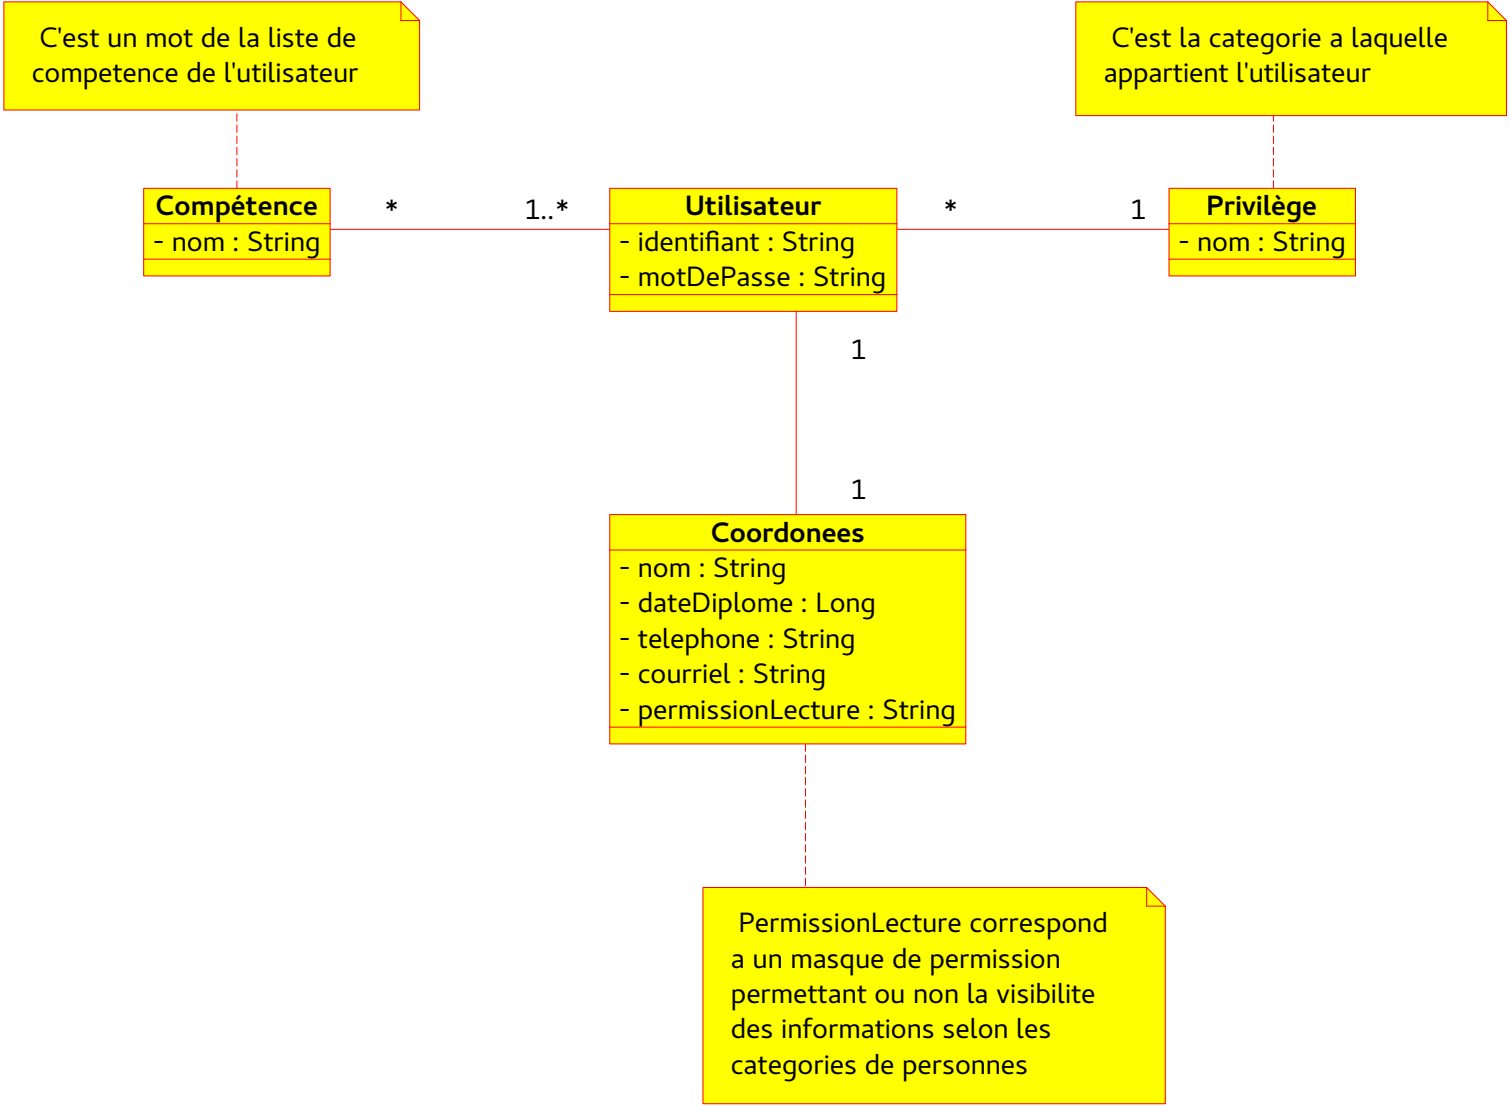 C'est un mot de la liste de
competence de l'utilisateur
C'est la categorie a laquelle
appartient l'utilisateur
Compétence
- nom : String
*
1..*
Utilisateur
- identifiant : String
- motDePasse : String
*
1
Privilège
- nom : String
1
1
Coordonees
- nom : String
- dateDiplome : Long
- telephone : String
- courriel : String
- permissionLecture : String
PermissionLecture correspond
a un masque de permission
permettant ou non la visibilite
des informations selon les
categories de personnes